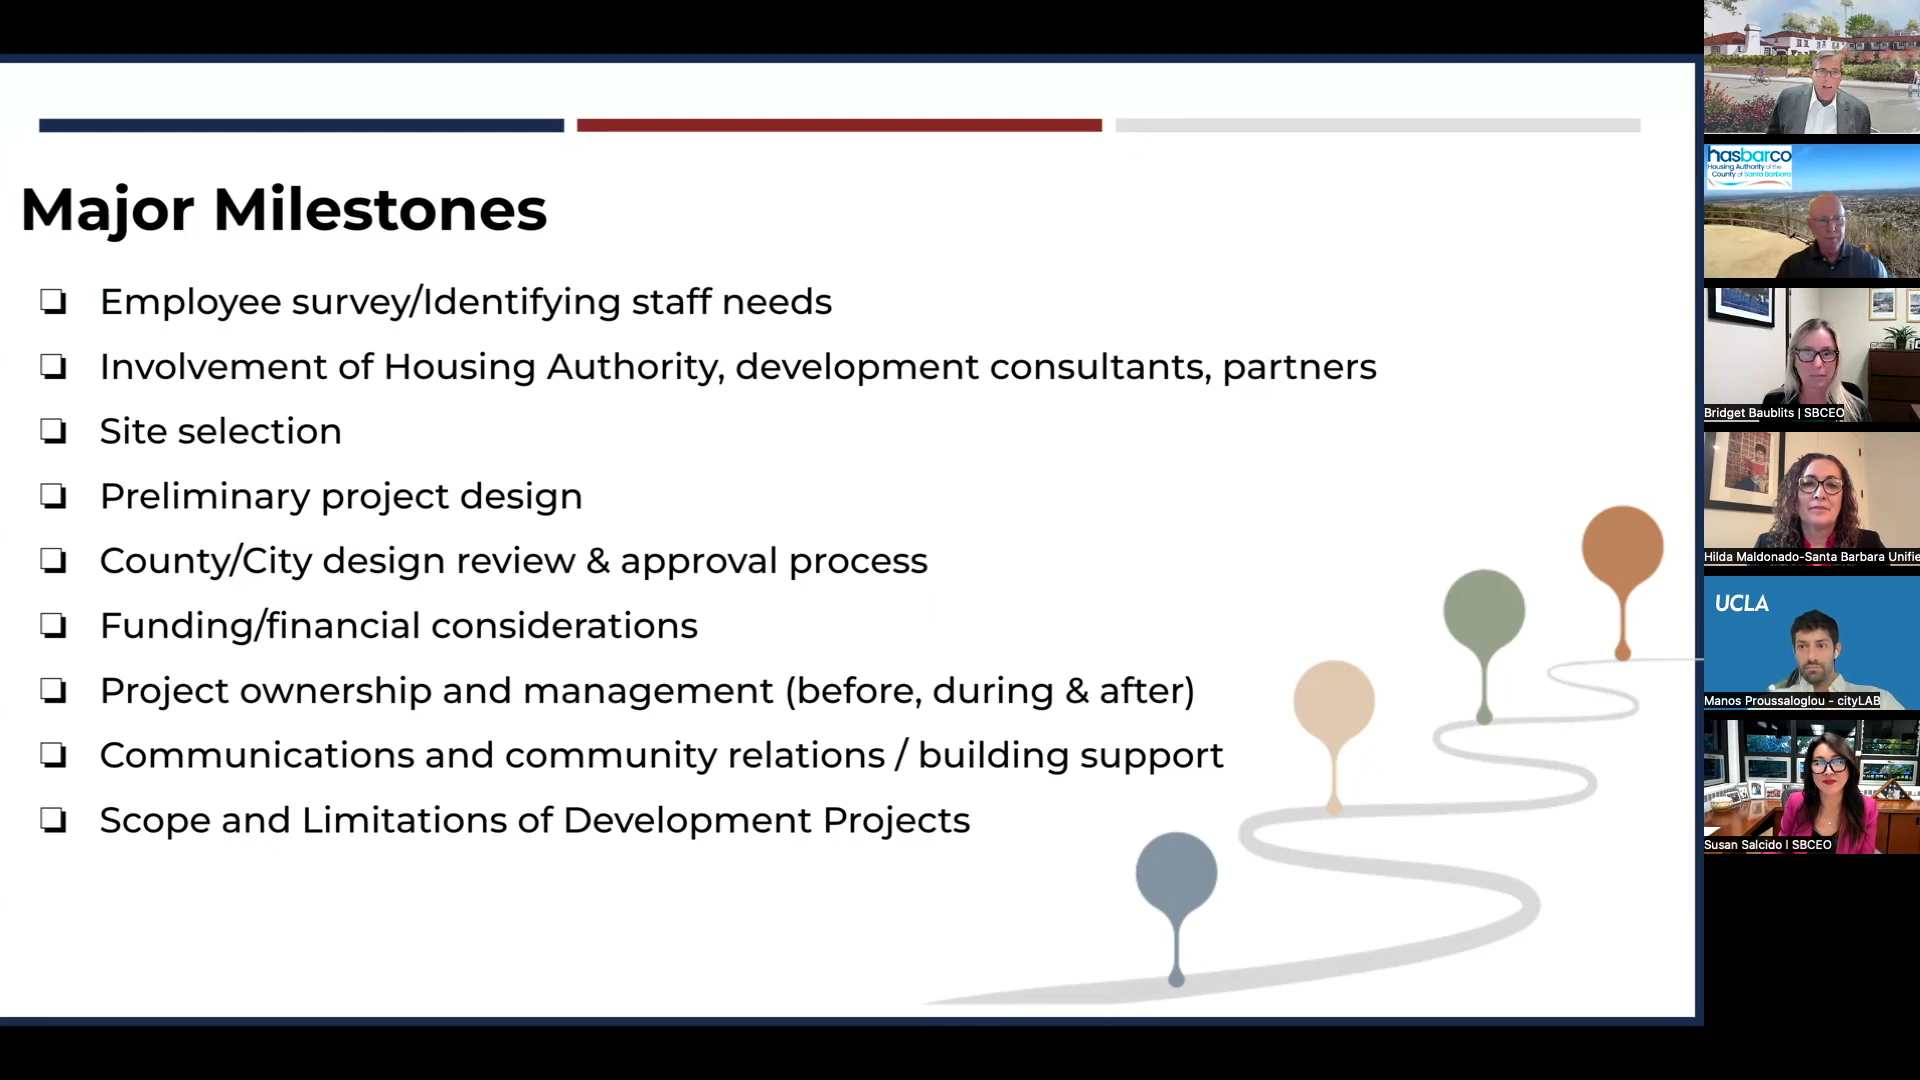 Major Milestones
Employee survey/Identifying staff needs
Involvement of Housing Authority, development consultants, partners
Site selection
Preliminary project design
County/City design review & approval process
Funding/financial considerations
Project ownership and management (before, during & after)
Communications and community relations / building support
Scope and Limitations of Development Projects
hasbarco
Housing Authority of the
County of Santa Barbara
Bridget Baublits | SBCEO
Hilda Maldonado-Santa Barbara Unifie
UCLA
Manos Proussaloglou - cityLAB
Susan Salcido I SBCEO